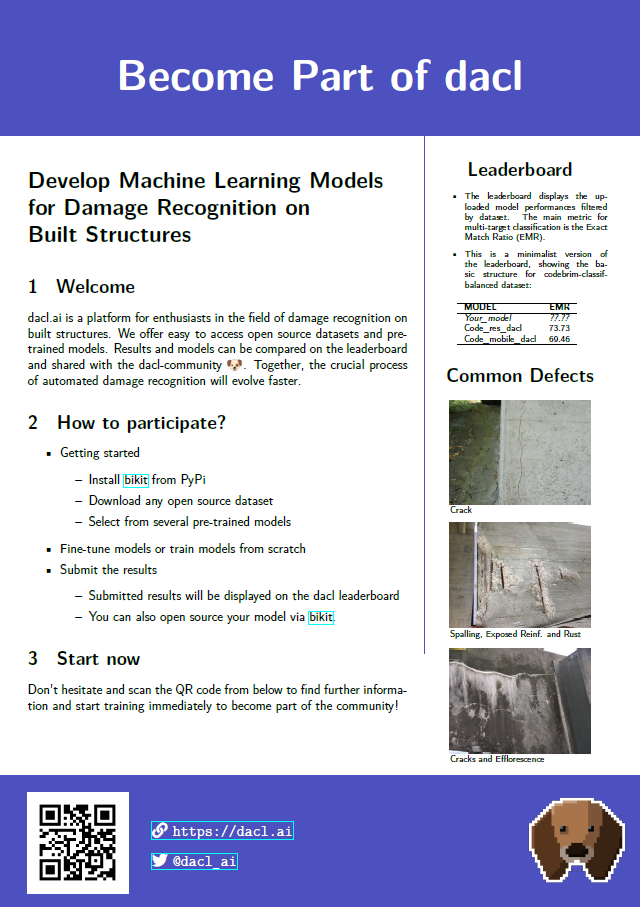 Become Part of dacl
Develop Machine Learning Models
for Damage Recognition on
Built Structures
1 Welcome
dacl.ai is a platform for enthusiasts in the field of damage recognition on
built structures. We offer easy to access open source datasets and pre-
trained models. Results and models can be compared on the leaderboard
and shared with the dacl-community 🐶. Together, the crucial process
of automated damage recognition will evolve faster.
2 How to participate?
▪ Getting started
– Install bikit from PyPi
– Download any open source dataset
– Select from several pre-trained models
▪ Fine-tune models or train models from scratch
▪ Submit the results
– Submitted results will be displayed on the dacl leaderboard
– You can also open source your model via bikit.
3 Start now
Don't hesitate and scan the QR code from below to find further informa-
tion and start training immediately to become part of the community!
Leaderboard
▪ The leaderboard displays the up-
loaded model performances filtered
by dataset. The main metric for
multi-target classification is the Exact
Match Ratio (EMR).
▪ This is a minimalist version of
the leaderboard, showing the ba-
sic structure for codebrim-classif-
balanced dataset:
MODEL EMR
Your_model ??.??
Code_res_dacl 73.73
Code_mobile_dacl 69.46
Common Defects
Crack
Spalling, Exposed Reinf. and Rust
Cracks and Efflorescence
https://dacl.ai
@dacl_ai